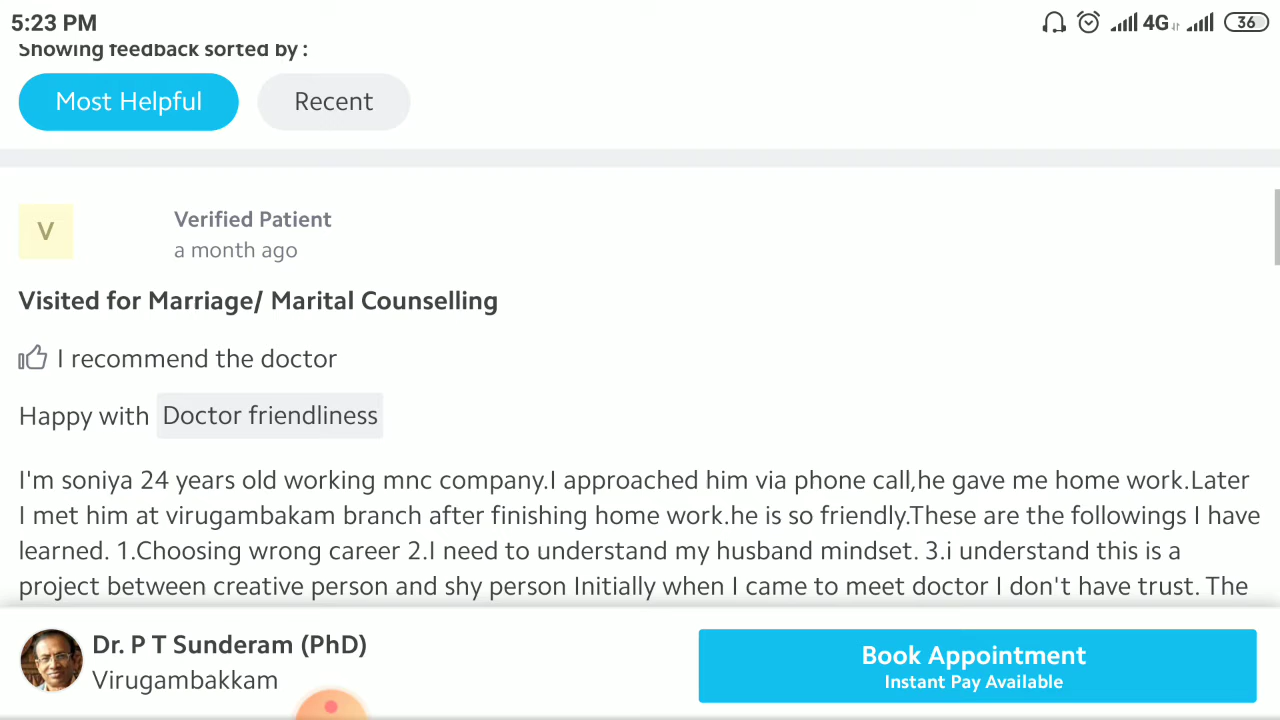 5:23 PM 4G 36
Showing feedback sorted by :
Most Helpful Recent
V Verified Patient
a month ago
Visited for Marriage/ Marital Counselling
I recommend the doctor
Happy with Doctor friendliness
I'm soniya 24 years old working mnc company.I approached him via phone call,he gave me home work.Later
I met him at virugambakam branch after finishing home work.he is so friendly.These are the followings I have
learned. 1.Choosing wrong career 2.I need to understand my husband mindset. 3.i understand this is a
project between creative person and shy person Initially when I came to meet doctor I don't have trust. The
Dr. P T Sunderam (PhD)
Virugambakkam
Book Appointment
Instant Pay Available